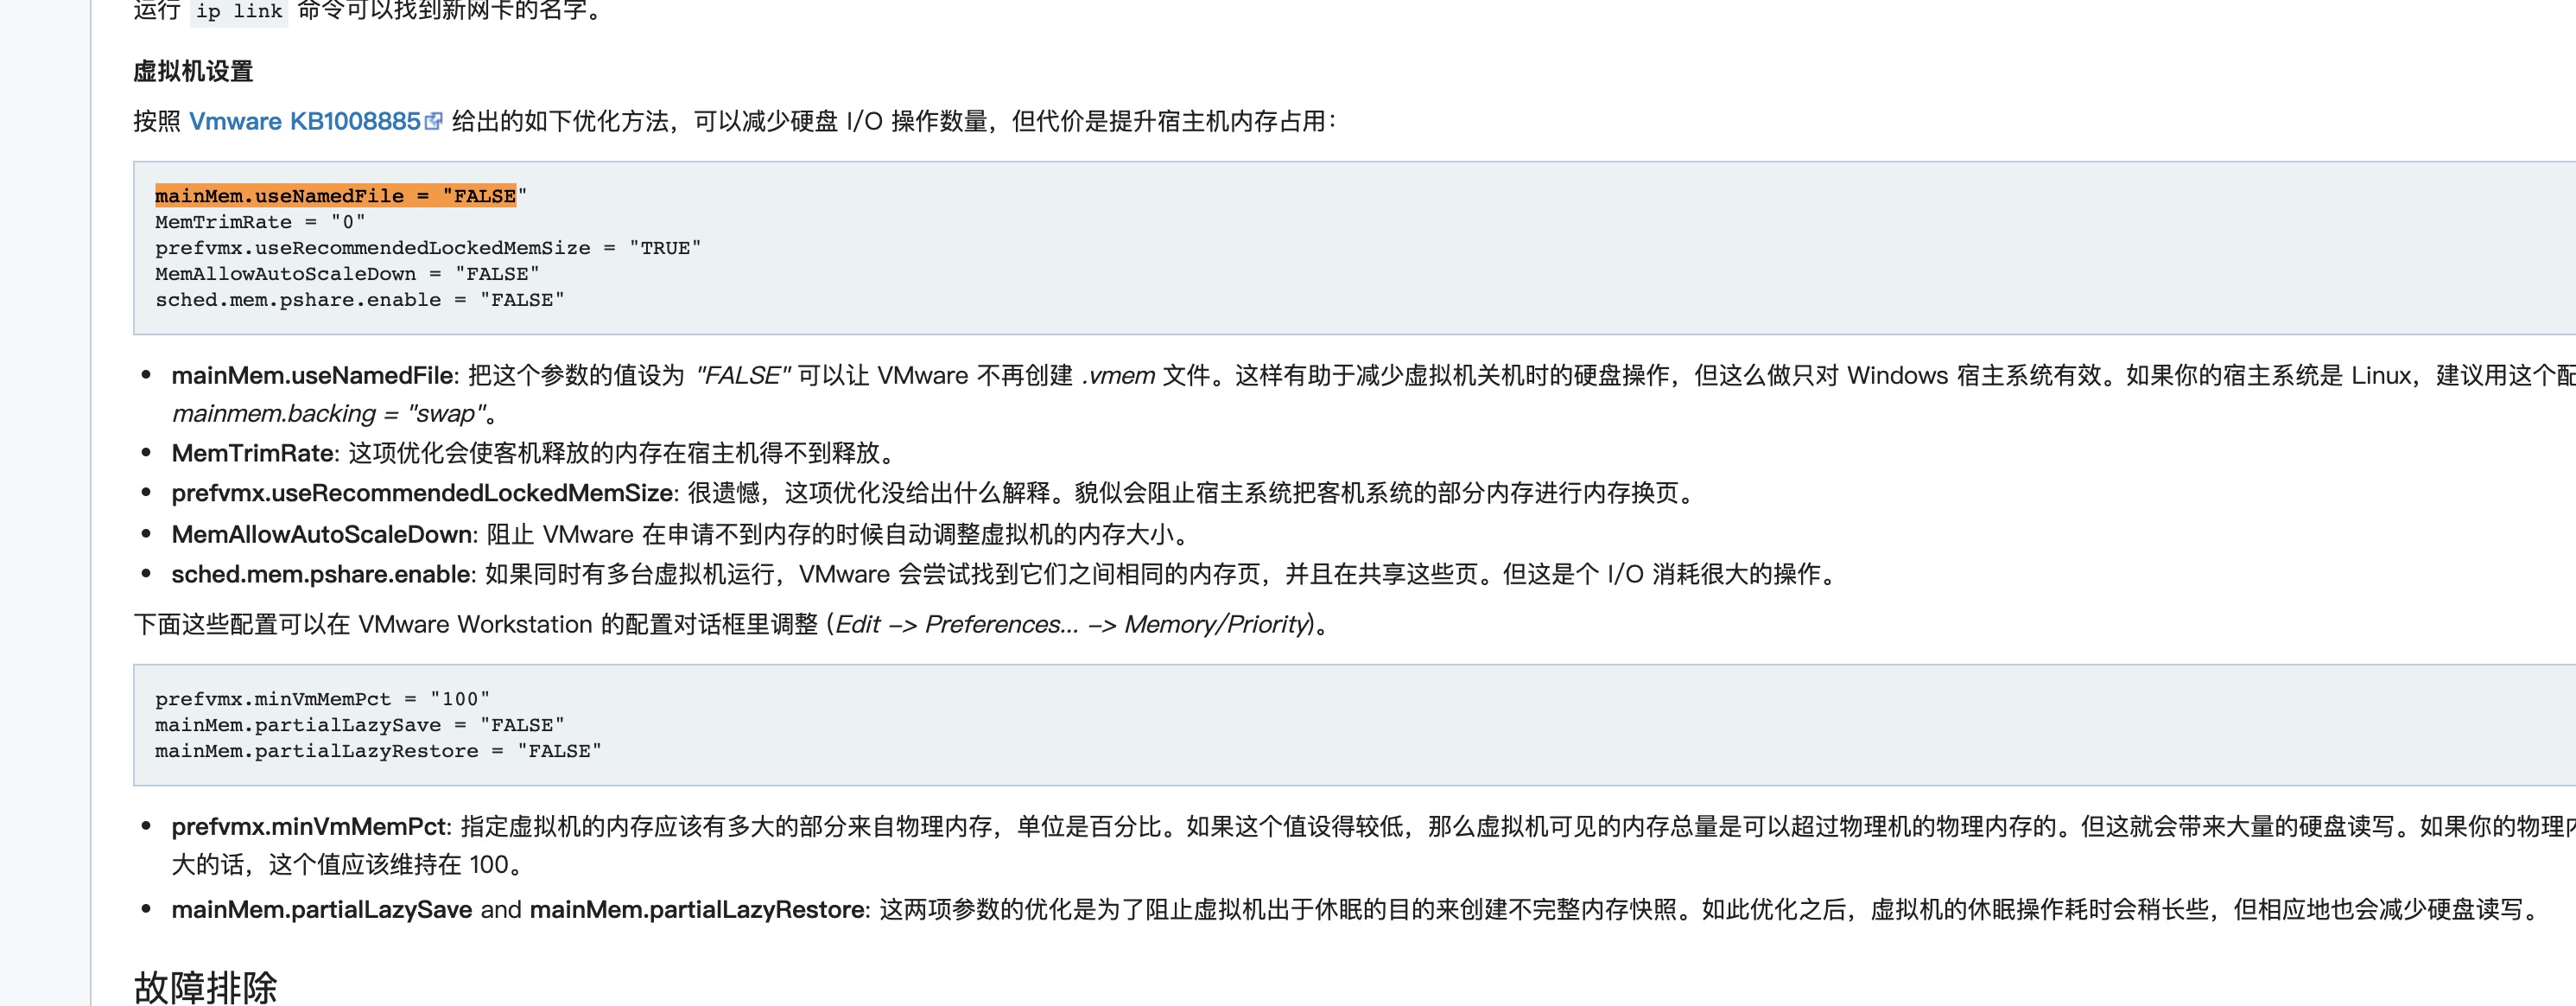 运行 ip link 命令可以找到新网卡的名字。
虚拟机设置
按照 Vmware KB1008885 给出的如下优化方法，可以减少硬盘 I/O 操作数量，但代价是提升宿主机内存占用：
mainMem.useNamedFile = "FALSE"
MemTrimRate = "0"
prefvmx.useRecommendedLockedMemSize = "TRUE"
MemAllowAutoScaleDown = "FALSE"
sched.mem.pshare.enable = "FALSE"
mainMem.useNamedFile: 把这个参数的值设为 "FALSE" 可以让 VMware 不再创建 .vmem 文件。这样有助于减少虚拟机关机时的硬盘操作，但这么做只对 Windows 宿主系统有效。如果你的宿主系统是 Linux，建议用这个配
mainmem.backing = "swap"。
MemTrimRate: 这项优化会使客机释放的内存在宿主机得不到释放。
prefvmx.useRecommendedLockedMemSize: 很遗憾，这项优化没给出什么解释。貌似会阻止宿主系统把客机系统的部分内存进行内存换页。
MemAllowAutoScaleDown: 阻止 VMware 在申请不到内存的时候自动调整虚拟机的内存大小。
sched.mem.pshare.enable: 如果同时有多台虚拟机运行，VMware 会尝试找到它们之间相同的内存页，并且在共享这些页。但这是个 I/O 消耗很大的操作。
下面这些配置可以在 VMware Workstation 的配置对话框里调整 (Edit –> Preferences... –> Memory/Priority)。
prefvmx.minVmMemPct = "100"
mainMem.partialLazySave = "FALSE"
mainMem.partialLazyRestore = "FALSE"
prefvmx.minVmMemPct: 指定虚拟机的内存应该有多大的部分来自物理内存，单位是百分比。如果这个值设得较低，那么虚拟机可见的内存总量是可以超过物理机的物理内存的。但这就会带来大量的硬盘读写。如果你的物理内
大的话，这个值应该维持在 100。
mainMem.partialLazySave and mainMem.partialLazyRestore: 这两项参数的优化是为了阻止虚拟机出于休眠的目的来创建不完整内存快照。如此优化之后，虚拟机的休眠操作耗时会稍长些，但相应地也会减少硬盘读写。
故障排除